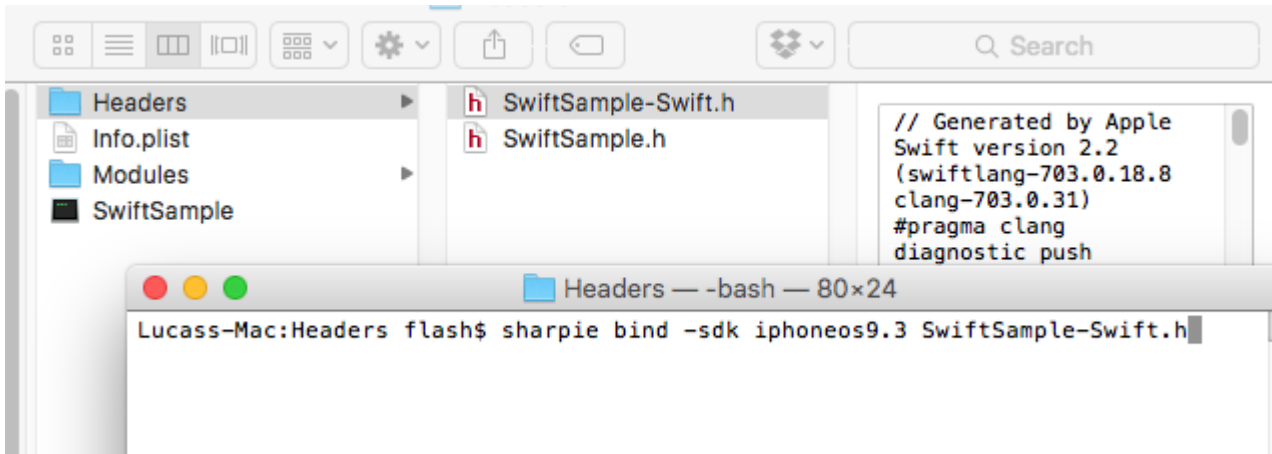 Search
Headers
Info.plist
Modules
SwiftSample
h SwiftSample-Swift.h
h SwiftSample.h
// Generated by Apple
Swift version 2.2
(swiftlang-703.0.18.8
clang-703.0.31)
#pragma clang
diagnostic push
Headers — -bash — 80×24
Lucass-Mac:Headers flash$ sharpie bind -sdk iphoneos9.3 SwiftSample-Swift.h